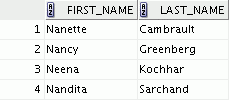 FIRST_NAME LAST_NAME
1 Nanette Cambrault
2 Nancy Greenberg
3 Neena Kochhar
4 Nandita Sarchand